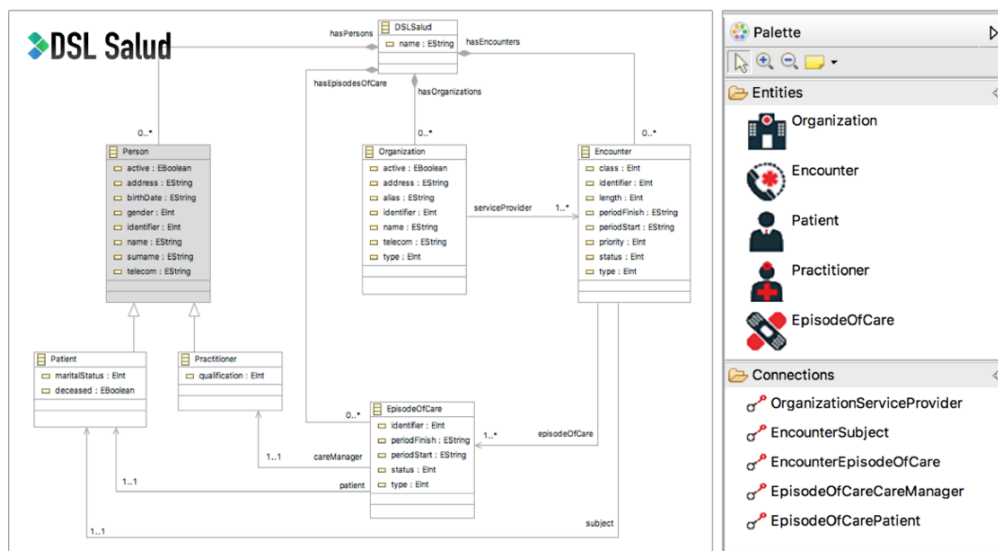 DSL Salud
DSLSalud
name : EString
hasPersons
hasEncounters
hasEpisodesOfCare
hasOrganizations
0..*
0..*
0..*
Person
active : EBoolean
address : EString
birthDate : EString
gender : EInt
identifier : EInt
name : EString
surname : EString
telecom : EString
Organization
active : EBoolean
address : EString
alias : EString
identifier : EInt
name : EString
telecom : EString
type : EInt
serviceProvider
1..*
Encounter
class : EInt
identifier : EInt
length : EInt
periodFinish : EString
periodStart : EString
priority : EInt
status : EInt
type : EInt
Patient
maritalStatus : EInt
deceased : EBoolean
Practitioner
qualification : EInt
0..*
EpisodeOfCare
identifier : EInt
periodFinish : EString
periodStart : EString
status : EInt
type : EInt
1..*
episodeOfCare
1..1
careManager
1..1
patient
1..1
subject
Palette
Entities
Organization
Encounter
Patient
Practitioner
EpisodeOfCare
Connections
OrganizationServiceProvider
EncounterSubject
EncounterEpisodeOfCare
EpisodeOfCareCareManager
EpisodeOfCarePatient